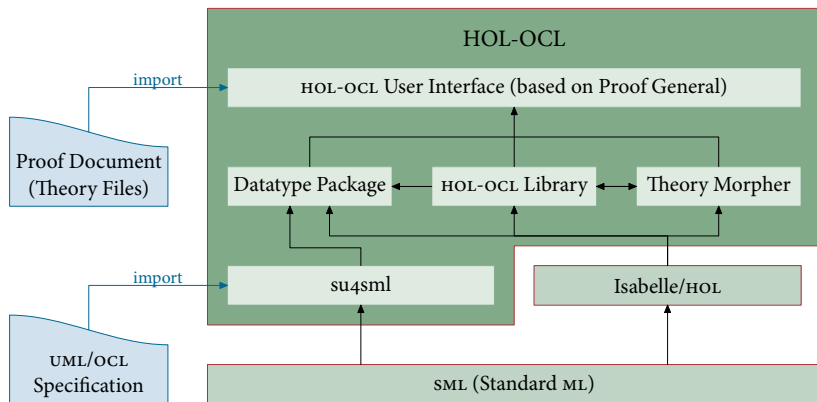 HOL-OCL
import
HOL-OCL User Interface (based on Proof General)
Proof Document
(Theory Files)
Datatype Package
HOL-OCL Library
Theory Morpher
import
su4sml
Isabelle/HOL
UML/OCL
Specification
SML (Standard ML)